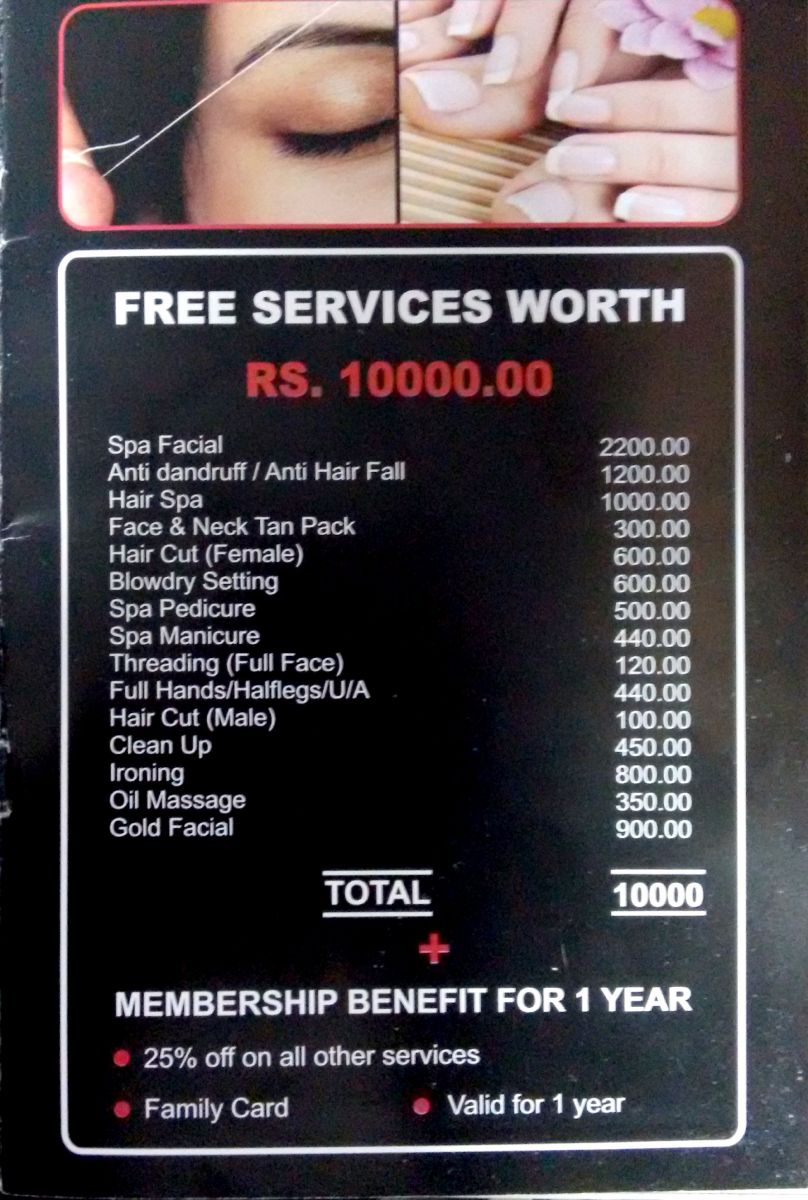 FREE SERVICES WORTH
RS. 10000.00
Spa Facial 2200.00
Anti dandruff / Anti Hair Fall 1200.00
Hair Spa 1000.00
Face & Neck Tan Pack 300.00
Hair Cut (Female) 600.00
Blowdry Setting 600.00
Spa Pedicure 500.00
Spa Manicure 440.00
Threading (Full Face) 120.00
Full Hands/Halflegs/U/A 440.00
Hair Cut (Male) 100.00
Clean Up 450.00
Ironing 800.00
Oil Massage 350.00
Gold Facial 900.00
TOTAL 10000
+
MEMBERSHIP BENEFIT FOR 1 YEAR
• 25% off on all other services
• Family Card • Valid for 1 year